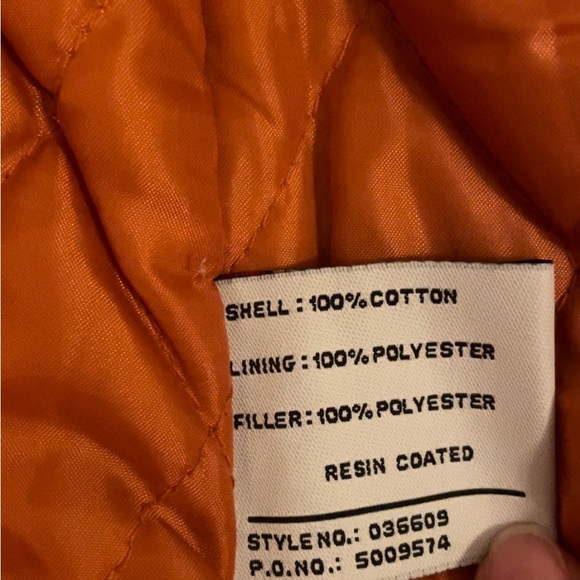 SHELL : 100% COTTON
LINING : 100% POLYESTER
FILLER : 100% POLYESTER
RESIN COATED
STYLE NO.: 036609
P.O.NO.: 5009574